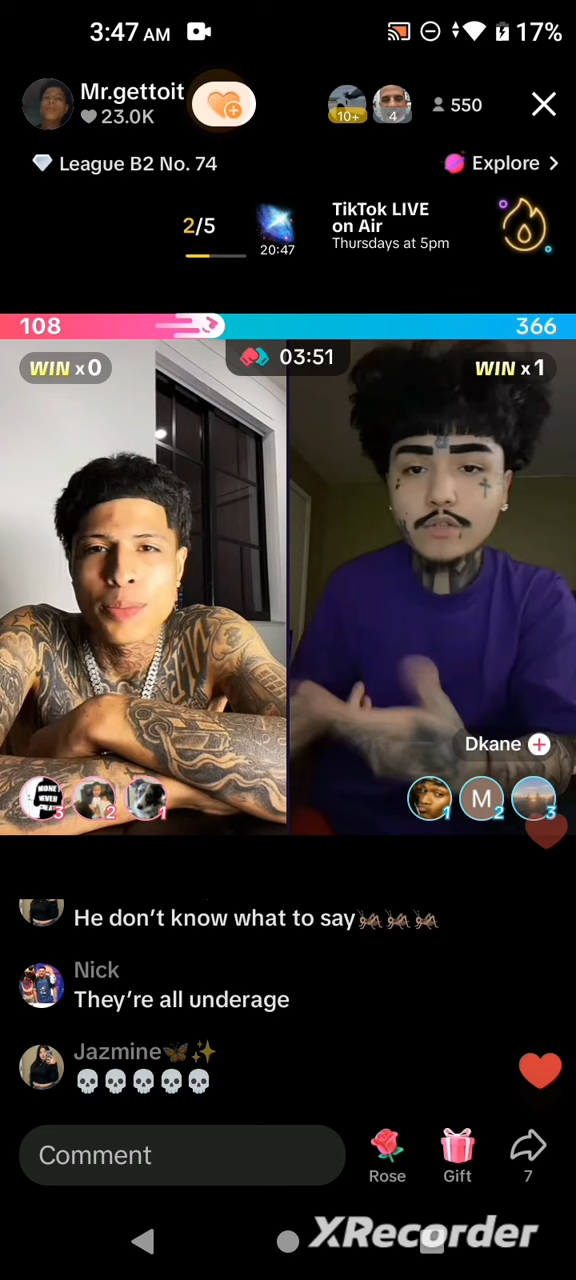 3:47 AM 17%
Mr.gettoit
23.0K 10+ 4 550
League B2 No. 74 Explore >
2/5 20:47 TikTok LIVE
on Air
Thursdays at 5pm
108 366
WIN x0 03:51 WIN x1
Dkane +
3 2 1 1 M 2 3
He don't know what to say🦗🦗🦗
Nick
They're all underage
Jazmine🦋✨
💀💀💀💀💀
Comment Rose Gift 7
XRecorder